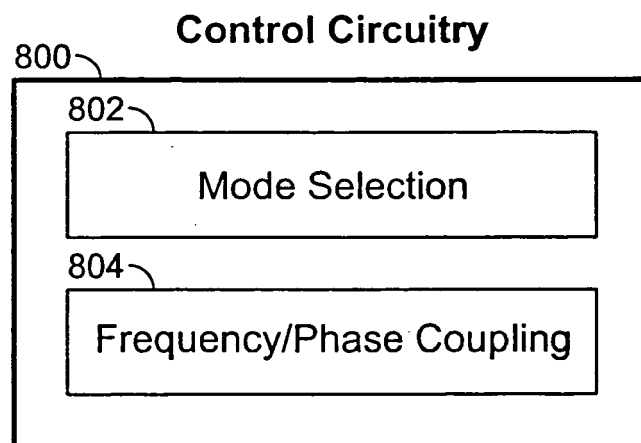 Control Circuitry
800
802
Mode Selection
804
Frequency/Phase Coupling